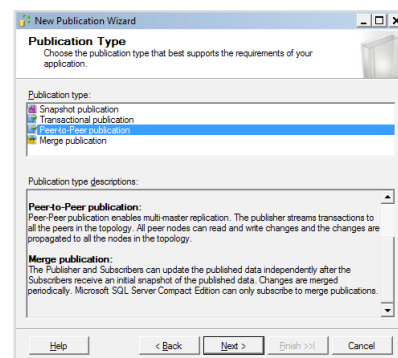 New Publication Wizard
Publication Type
Choose the publication type that best supports the requirements of your
application.
Publication type:
Snapshot publication
Transactional publication
Peer-to-Peer publication
Merge publication
Publication type descriptions:
Peer-to-Peer publication:
Peer-Peer publication enables multi-master replication. The publisher streams transactions to
all the peers in the topology. All peer nodes can read and write changes and the changes are
propagated to all the nodes in the topology.
Merge publication:
The Publisher and Subscribers can update the published data independently after the
Subscribers receive an initial snapshot of the published data. Changes are merged
periodically. Microsoft SQL Server Compact Edition can only subscribe to merge publications.
Help < Back Next > Finish >>| Cancel